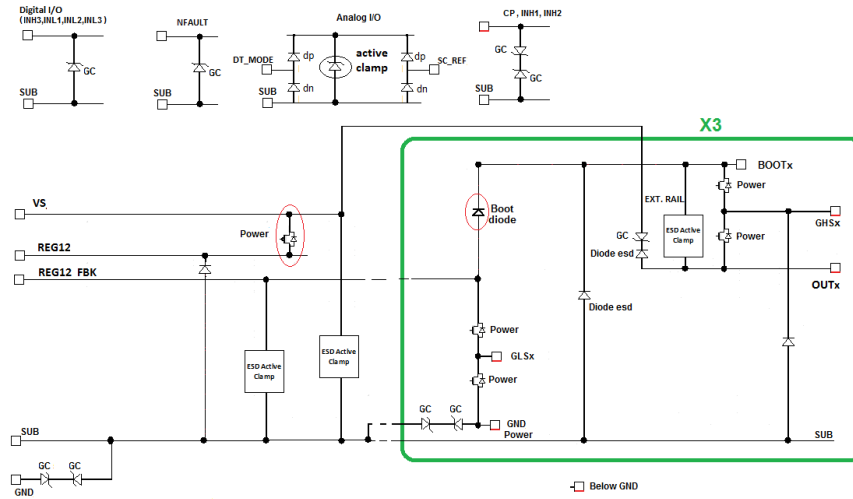 Digital I/O
(INH3,INL1,INL2,INL3)
GC
SUB
NFAULT
GC
SUB
Analog I/O
dp
active
clamp
dp
DT_MODE
SC_REF
dn
dn
SUB
CP , INH1, INH2
GC
GC
SUB
X3
BOOTx
Power
EXT. RAIL
GHSx
VS
Boot
diode
Power
GC
ESD Active
Clamp
Power
REG12
Diode esd
REG12 FBK
OUTx
Diode esd
Power
ESD Active
Clamp
ESD Active
Clamp
GLSx
Power
GC
GC
GND
Power
SUB
SUB
GC
GC
GND
Below GND